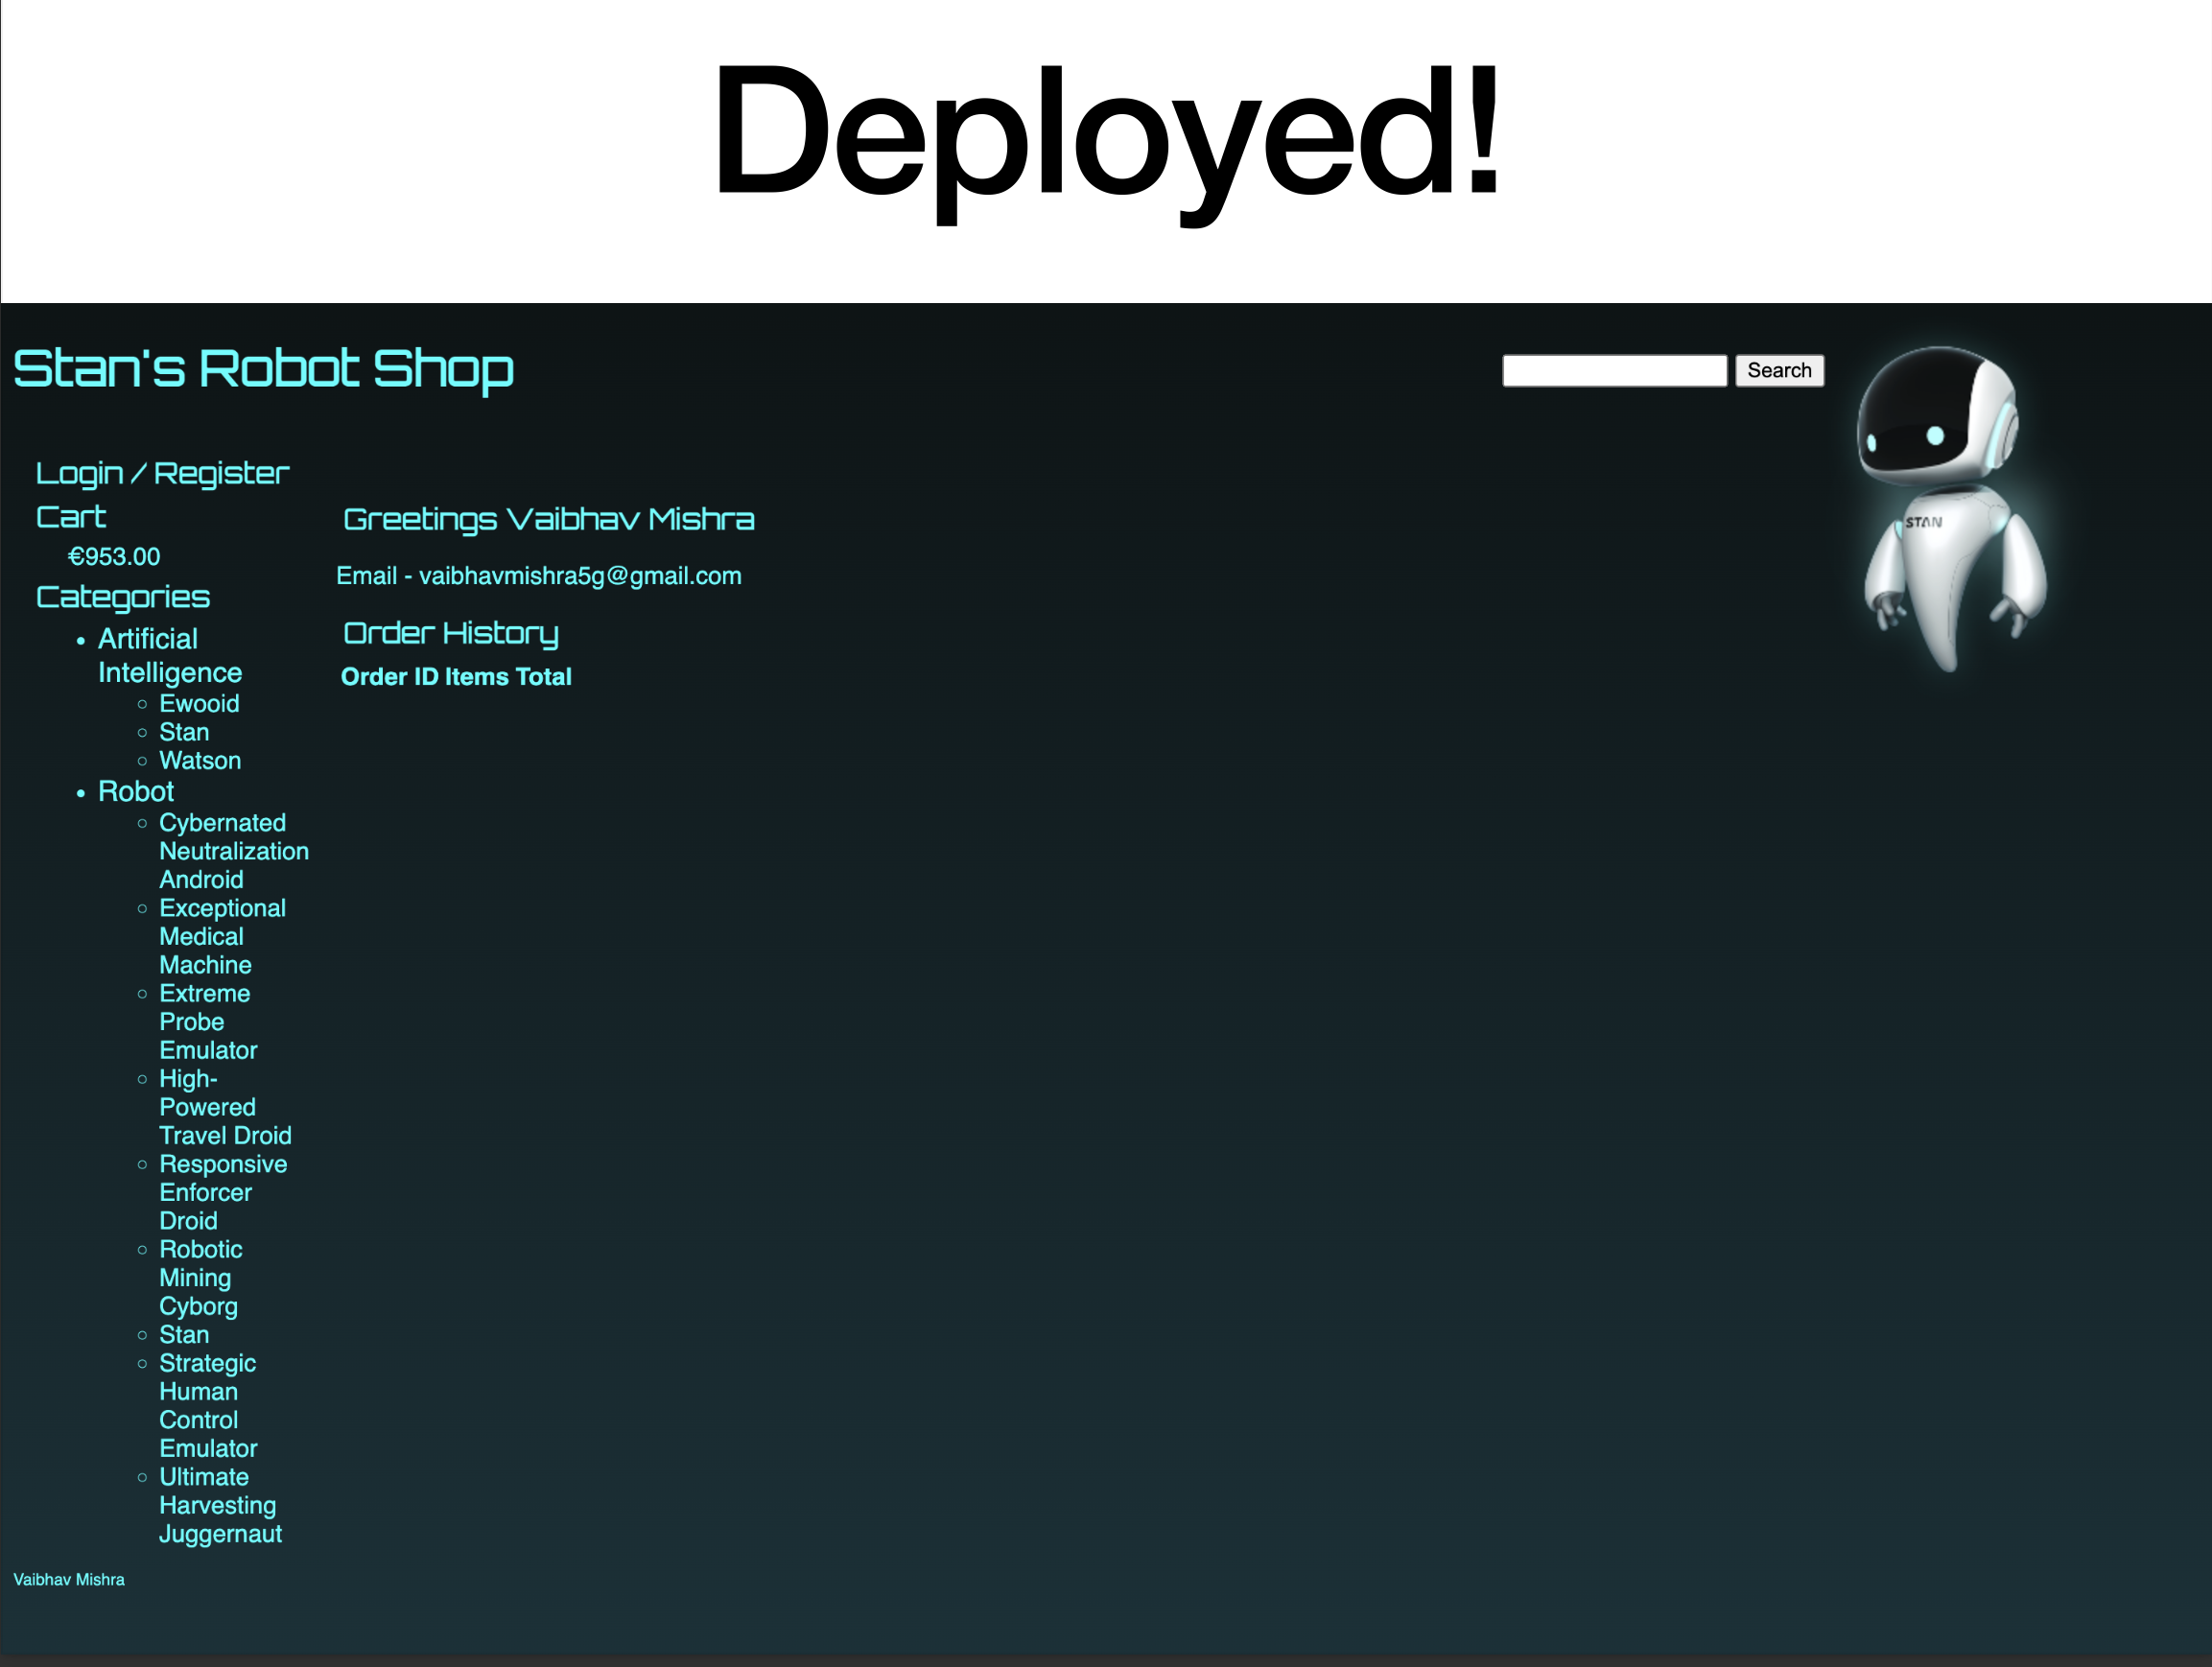 Deployed!
Stan's Robot Shop
Search
STAN
Login / Register
Cart
€953.00
Categories
Artificial
Intelligence
Ewooid
Stan
Watson
Robot
Cybernated
Neutralization
Android
Exceptional
Medical
Machine
Extreme
Probe
Emulator
High-
Powered
Travel Droid
Responsive
Enforcer
Droid
Robotic
Mining
Cyborg
Stan
Strategic
Human
Control
Emulator
Ultimate
Harvesting
Juggernaut
Greetings Vaibhav Mishra
Email - vaibhavmishra5g@gmail.com
Order History
Order ID Items Total
Vaibhav Mishra